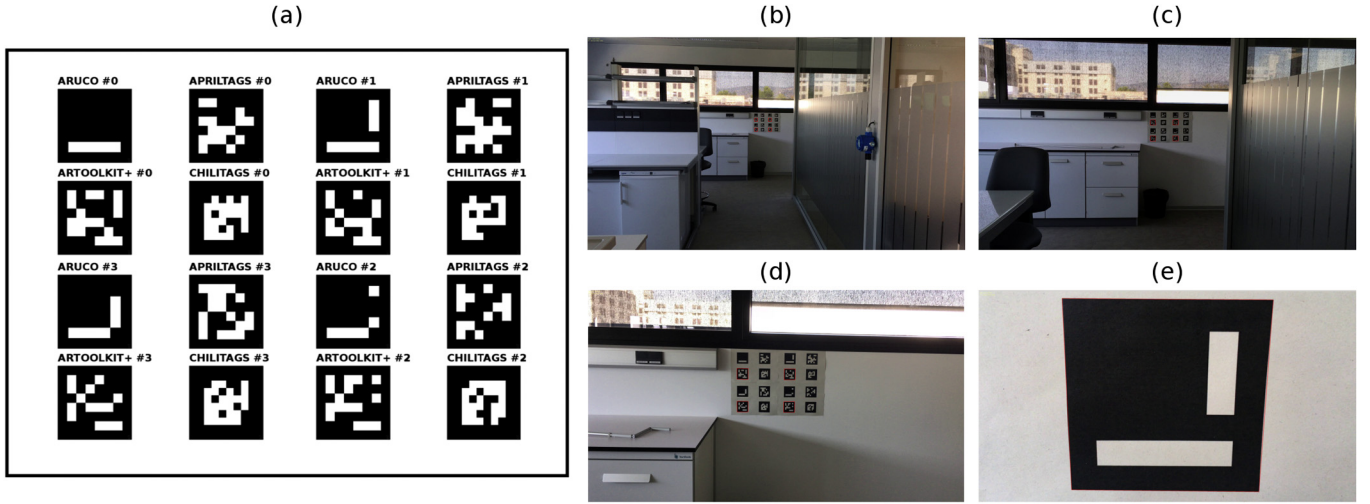 (a)
(b)
(c)
ARUCO #0 APRILTAGS #0 ARUCO #1 APRILTAGS #1
ARTOOLKIT+ #0 CHILITAGS #0 ARTOOLKIT+ #1 CHILITAGS #1
ARUCO #3 APRILTAGS #3 ARUCO #2 APRILTAGS #2
ARTOOLKIT+ #3 CHILITAGS #3 ARTOOLKIT+ #2 CHILITAGS #2
(d)
(e)